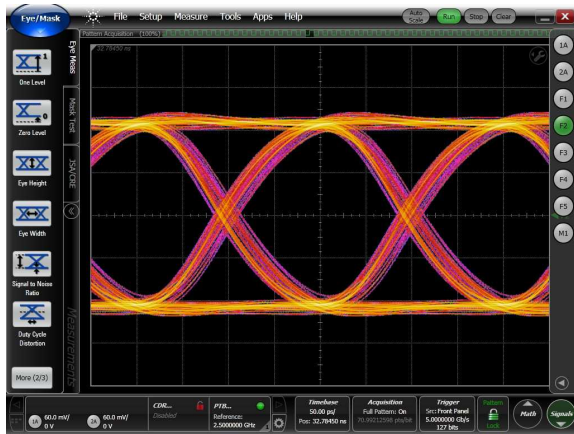 Eye/Mask
File Setup Measure Tools Apps Help
Auto Scale
Run
Stop
Clear
Pattern Acquisition (100%)
32.78450 ns
One Level
Zero Level
Eye Height
Eye Width
Signal to Noise
Ratio
Duty Cycle
Distortion
More (2/3)
Eye Meas
Mask Test
JSA/CRE
Measurements
1A
2A
F1
F2
F3
F4
F5
M1
1A 60.0 mV/
0 V
2A 60.0 mV/
0 V
CDR...
Disabled
PTB...
Reference:
2.5000000 GHz
Timebase
50.00 ps/
Pos: 32.78450 ns
Acquisition
Full Pattern: On
70.99212598 pts/bit
Trigger
Src: Front Panel
5.0000000 Gb/s
127 bits
Pattern
Lock
Math
Signals